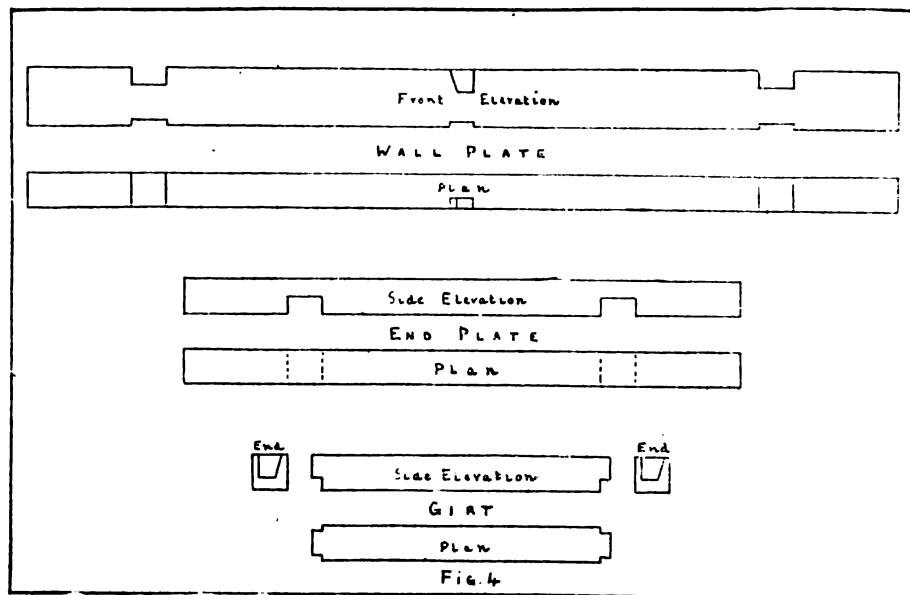 Front Elevation
WALL PLATE
Plan
Side Elevation
END PLATE
Plan
End
End
Side Elevation
GIRT
Plan
Fig. 4